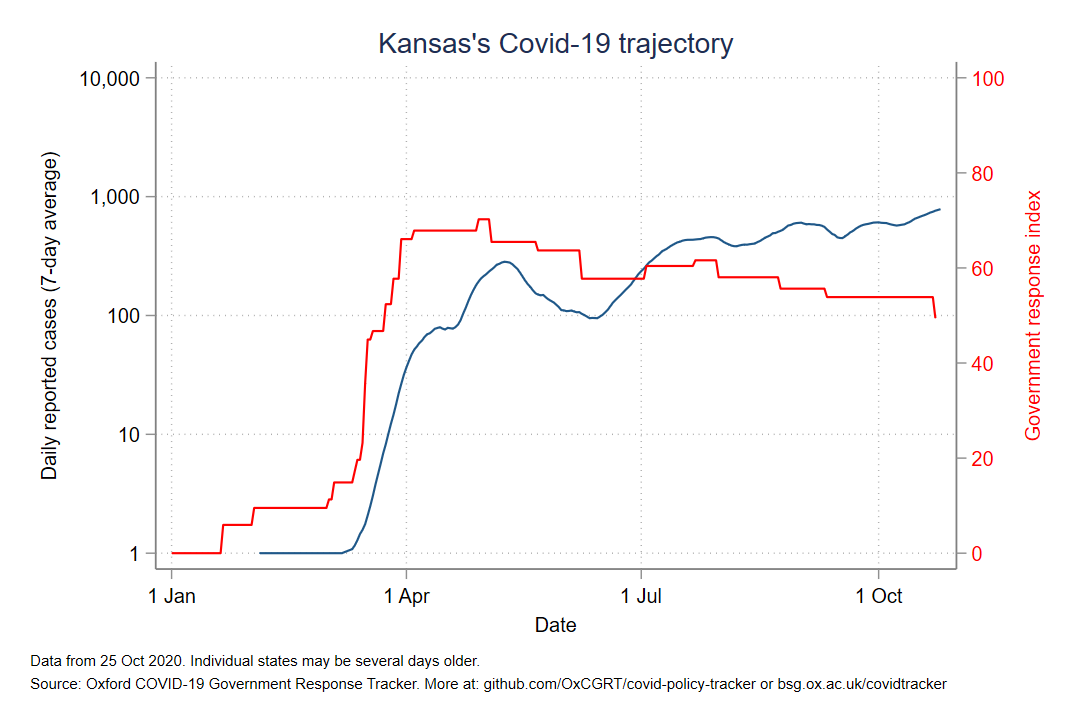 Kansas's Covid-19 trajectory
10,000
1,000
100
10
1
Daily reported cases (7-day average)
100
80
60
40
20
0
Government response index
1 Jan
1 Apr
1 Jul
1 Oct
Date
Data from 25 Oct 2020. Individual states may be several days older.
Source: Oxford COVID-19 Government Response Tracker. More at: github.com/OxCGRT/covid-policy-tracker or bsg.ox.ac.uk/covidtracker